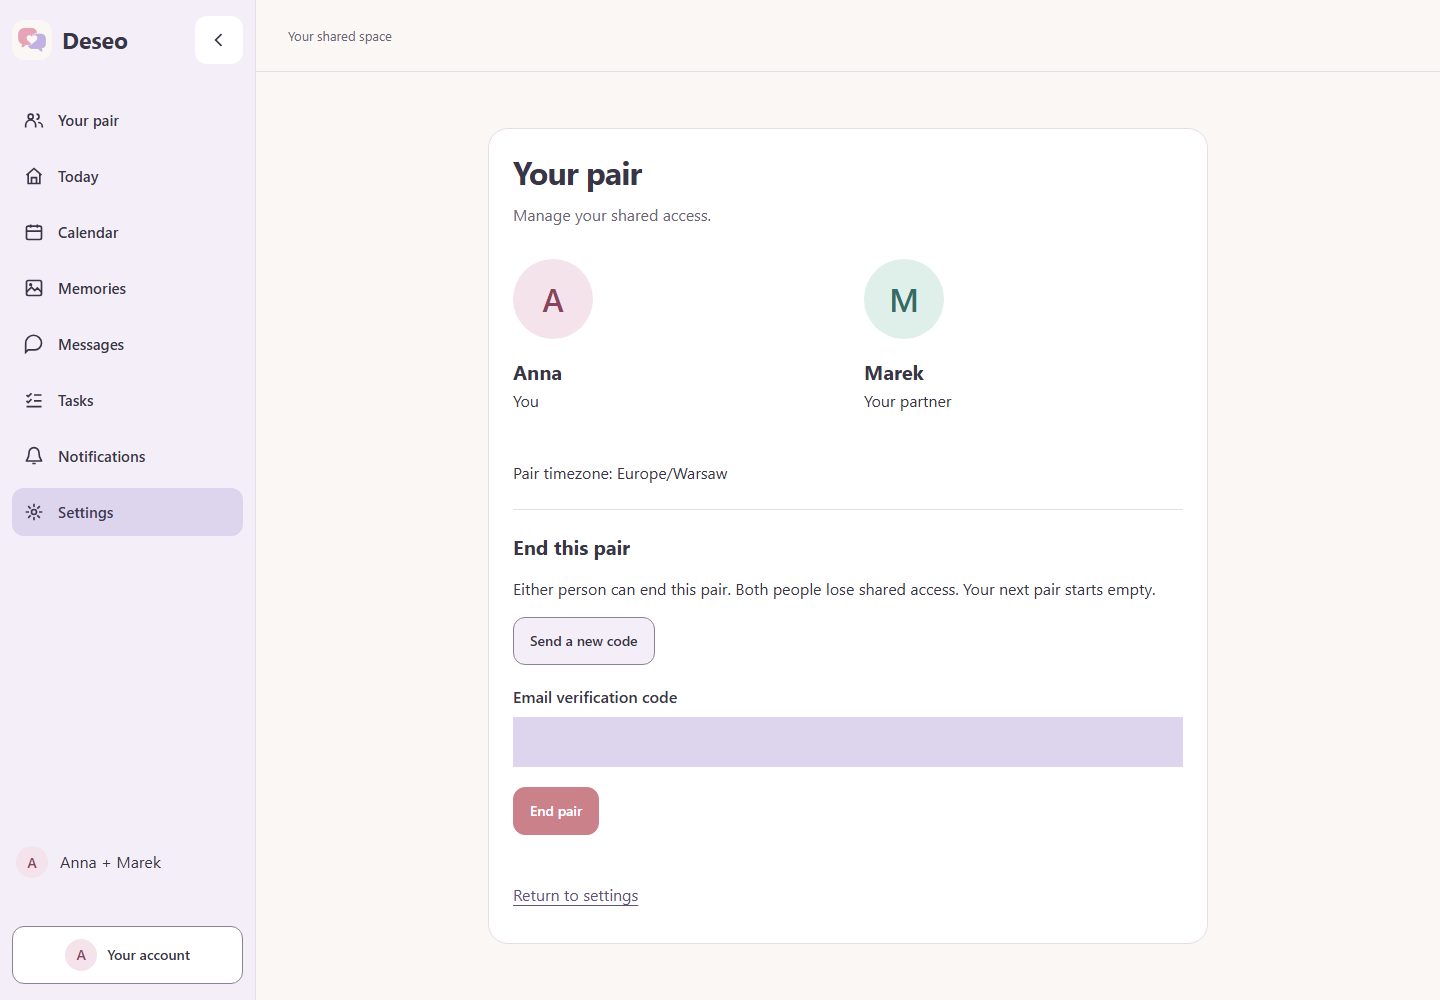 Deseo
Your pair
Today
Calendar
Memories
Messages
Tasks
Notifications
Settings
A
Anna + Marek
A
Your account
Your shared space
Your pair
Manage your shared access.
A
Anna
You
M
Marek
Your partner
Pair timezone: Europe/Warsaw
End this pair
Either person can end this pair. Both people lose shared access. Your next pair starts empty.
Send a new code
Email verification code
End pair
Return to settings